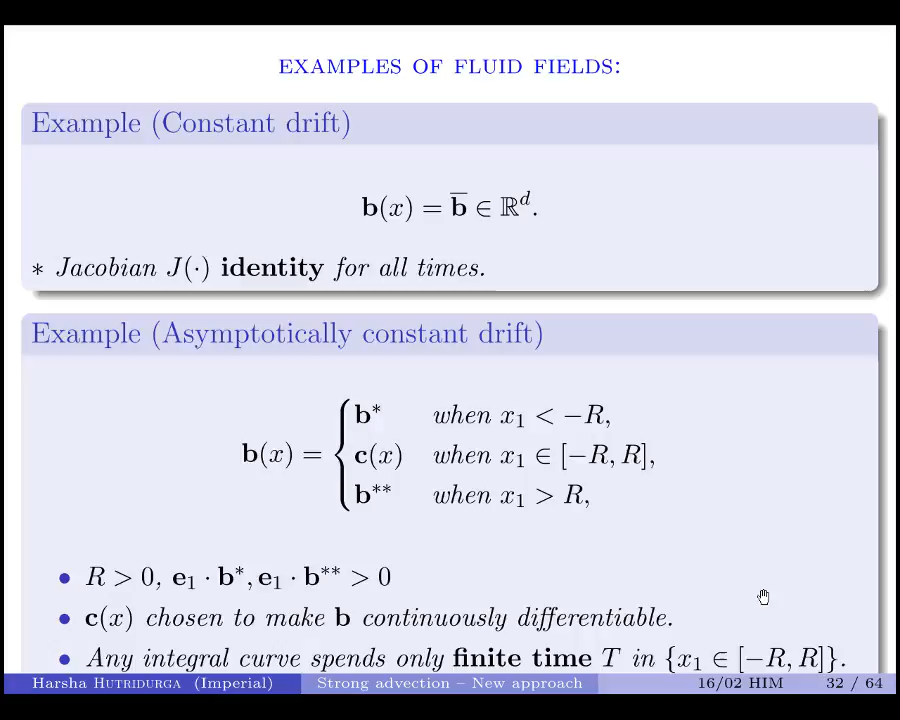 EXAMPLES OF FLUID FIELDS:
Example (Constant drift)
b(x) = b̅ ∈ ℝᵈ.
∗ Jacobian J(·) identity for all times.
Example (Asymptotically constant drift)
b(x) = { b* when x₁ < −R,
c(x) when x₁ ∈ [−R, R],
b** when x₁ > R,
• R > 0, e₁ · b*, e₁ · b** > 0
• c(x) chosen to make b continuously differentiable.
• Any integral curve spends only finite time T in {x₁ ∈ [−R, R]}.
Harsha HUTRIDURGA (Imperial) Strong advection – New approach 16/02 HIM 32 / 64